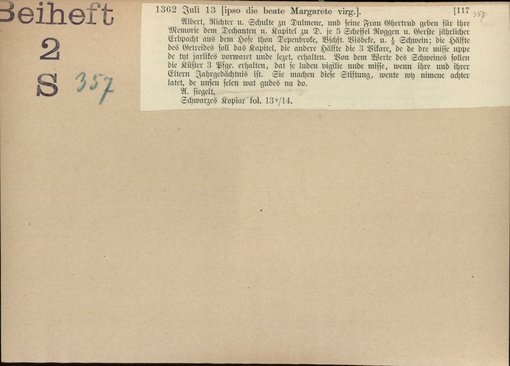 Beiheft
2
S 357
1362 Juli 13 [ipso die beate Margarete virg.]. [117
357
Albert, Richter u. Schulte zu Dulmene, und seine Frau Ghertrud geben für ihre
Memorie dem Dechanten u. Kapitel zu D. je 5 Scheffel Roggen u. Gerste jährlicher
Erbpacht aus dem Hofe thon Depenbroke, Bschft. Visbeke, u. ½ Schwein; die Hälfte
des Getreides soll das Kapitel, die andere Hälfte die 3 Vikare, de de dre misse uppe
de tyt jarlikes vorwaret unde leget, erhalten. Von dem Werte des Schweines sollen
die Küster 3 Pfge. erhalten, dat se luden vigilie unde misse, wenn ihre und ihrer
Eltern Jahrgedächtnis ist. Sie machen diese Stiftung, wente wy nimene achter
latet, de unsen selen wat gudes na do.
A. siegelt.
Schwarzes Kopiar fol. 13ᵛ/14.